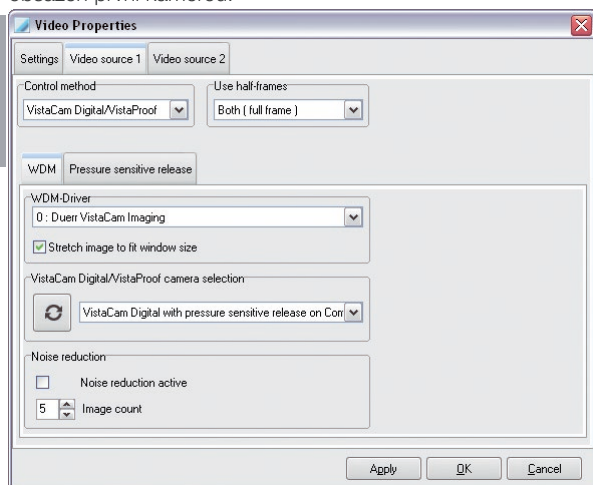 obsazen první kamerou.
Video Properties
Settings Video source 1 Video source 2
Control method Use half-frames
VistaCam Digital/VistaProof Both ( full frame )
WDM Pressure sensitive release
WDM-Driver
0 : Duerr VistaCam Imaging
Stretch image to fit window size
VistaCam Digital/VistaProof camera selection
VistaCam Digital with pressure sensitive release on Com
Noise reduction
Noise reduction active
5 Image count
Apply OK Cancel